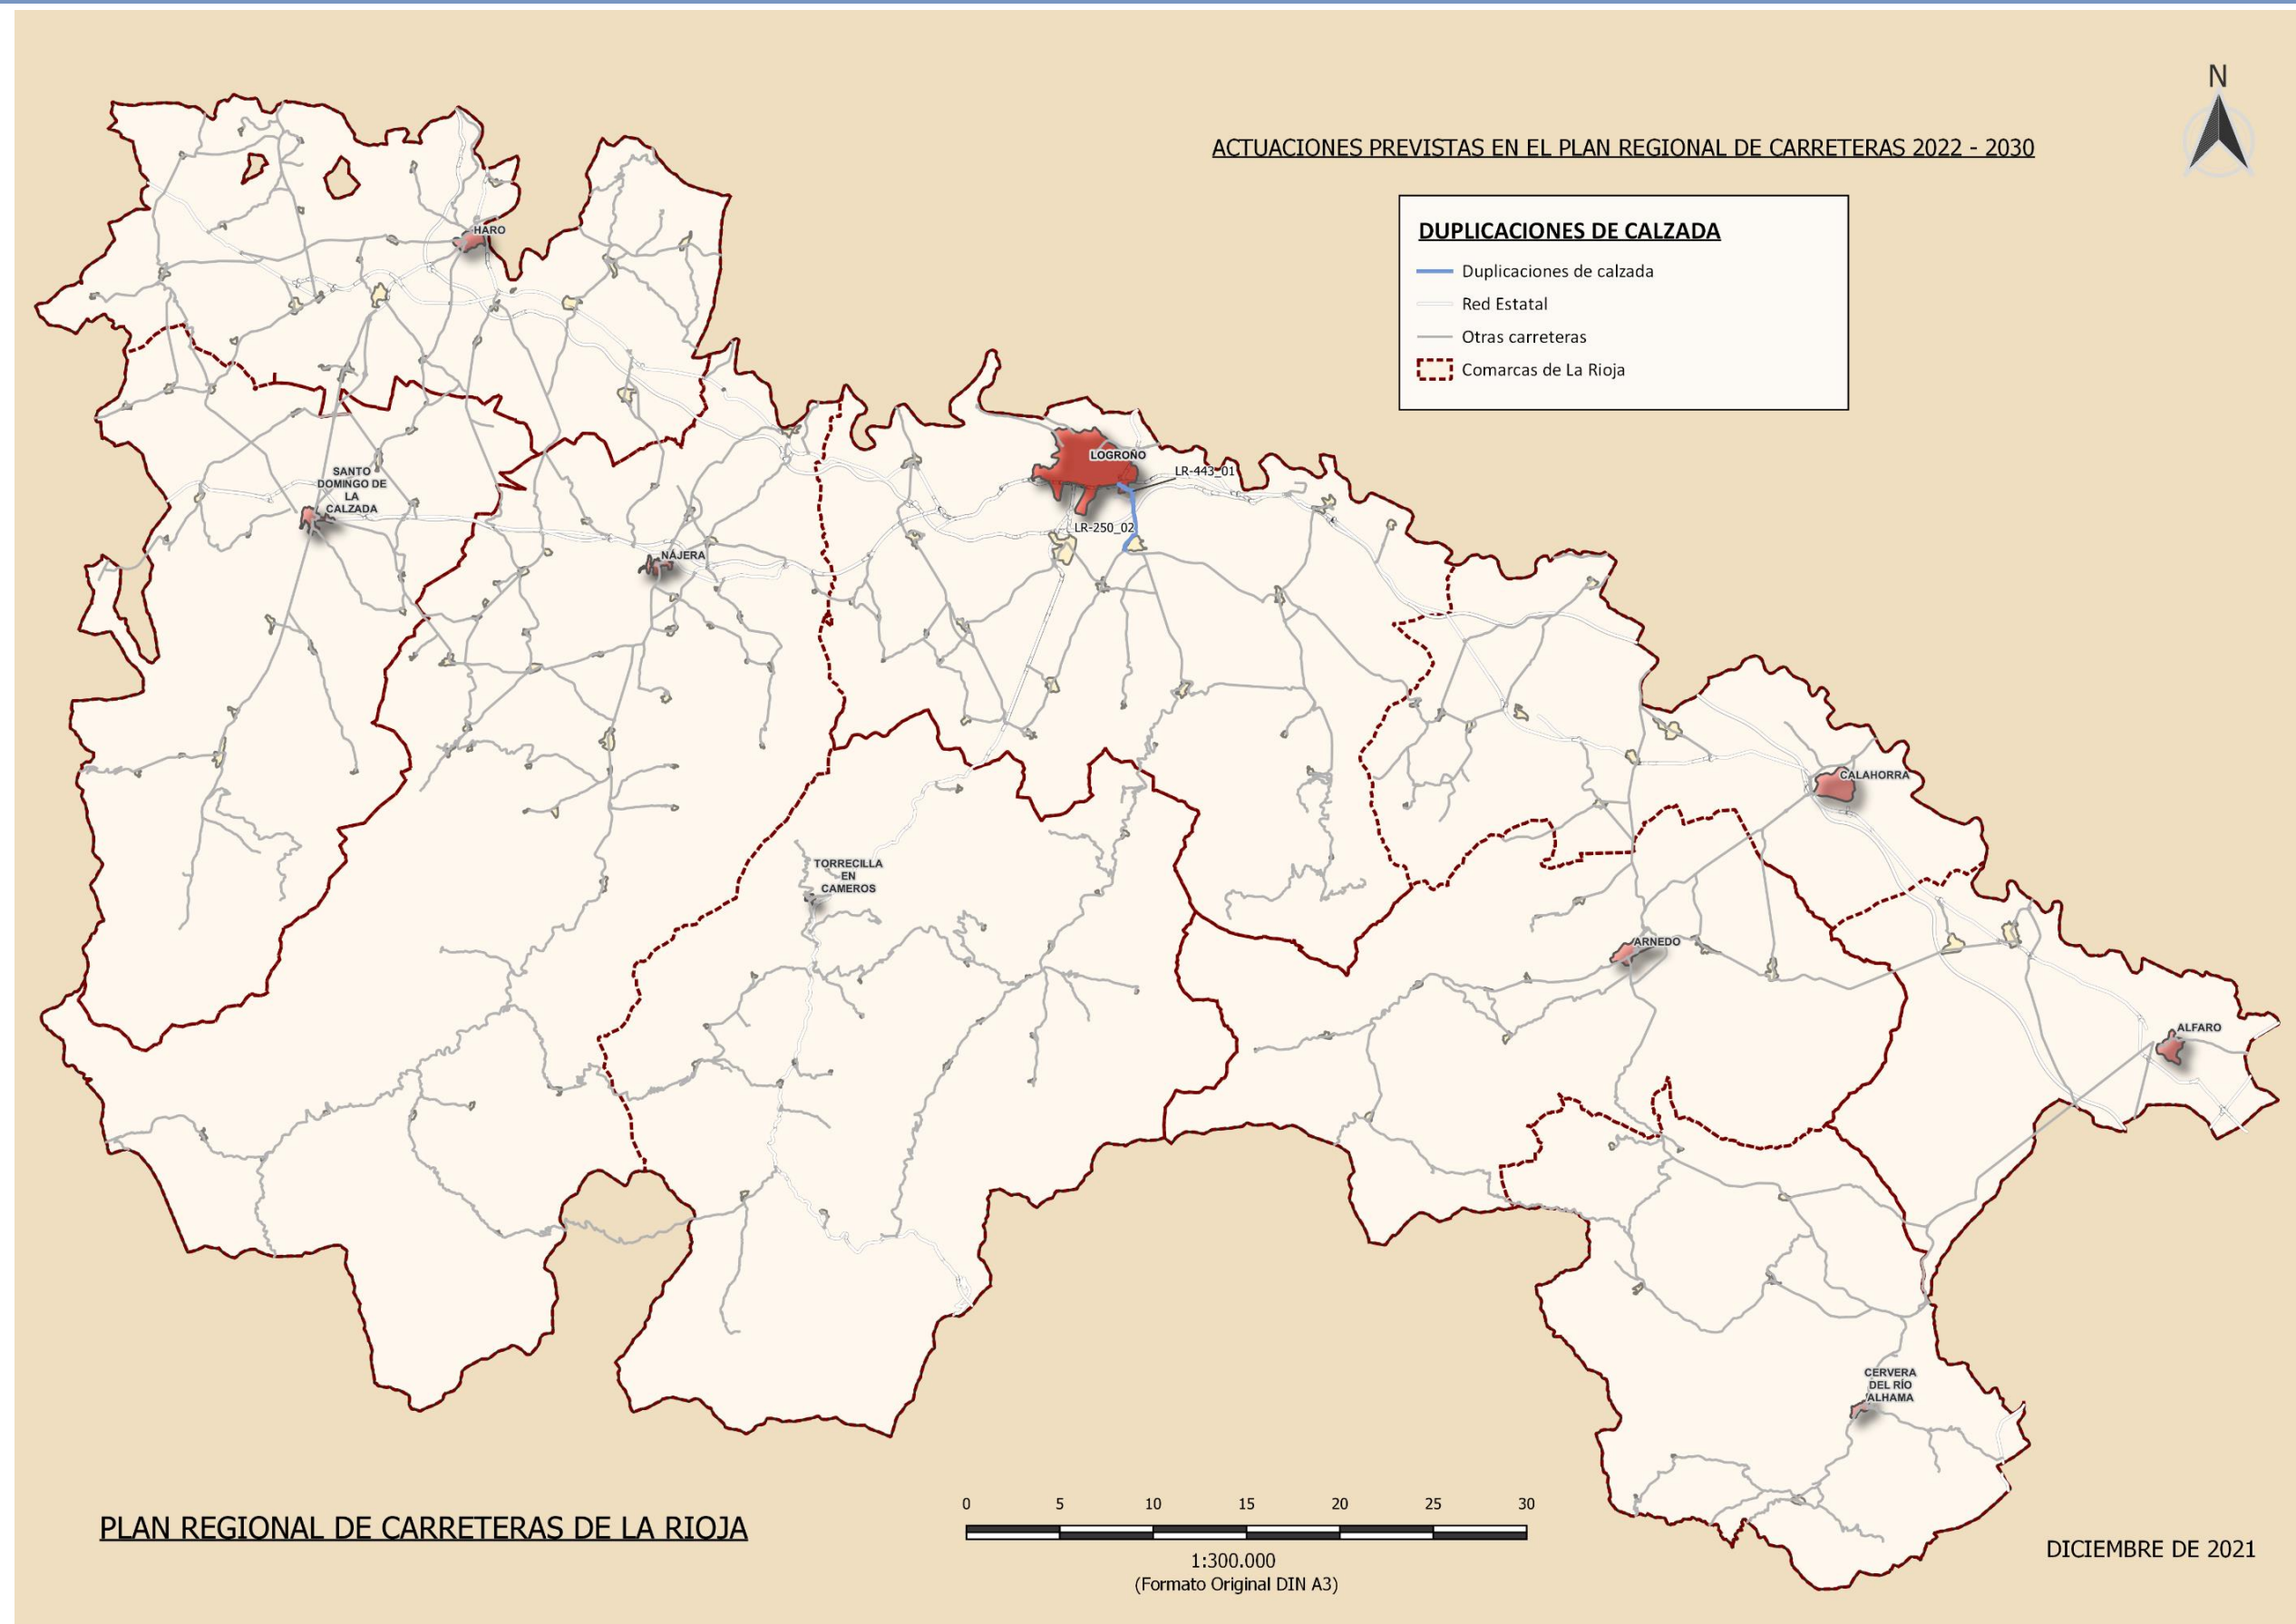 N
ACTUACIONES PREVISTAS EN EL PLAN REGIONAL DE CARRETERAS 2022 - 2030
DUPLICACIONES DE CALZADA
Duplicaciones de calzada
Red Estatal
Otras carreteras
Comarcas de La Rioja
HARO
LOGROÑO
LR-443_01
SANTO
DOMINGO DE
LA
CALZADA
LR-250_02
NÁJERA
CALAHORRA
TORRECILLA
EN
CAMEROS
ARNEDO
ALFARO
CERVERA
DEL RÍO
ALHAMA
0 5 10 15 20 25 30
1:300.000
(Formato Original DIN A3)
PLAN REGIONAL DE CARRETERAS DE LA RIOJA
DICIEMBRE DE 2021